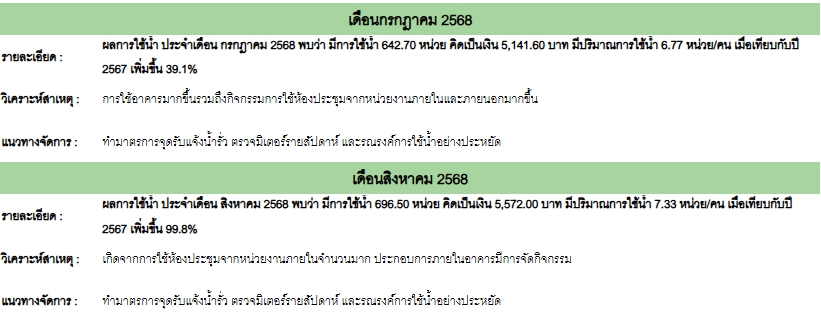 เดือนกรกฎาคม 2568
ผลการใช้น้ำ ประจำเดือน กรกฎาคม 2568 พบว่า มีการใช้น้ำ 642.70 หน่วย คิดเป็นเงิน 5,141.60 บาท มีปริมาณการใช้น้ำ 6.77 หน่วย/คน เมื่อเทียบกับปี
รายละเอียด :
2567 เพิ่มขึ้น 39.1%
วิเคราะห์สาเหตุ : การใช้อาคารมากขึ้นรวมถึงกิจกรรมการใช้ห้องประชุมจากหน่วยงานภายในและภายนอกมากขึ้น
แนวทางจัดการ : ทำมาตรการจุดรับแจ้งน้ำรั่ว ตรวจมิเตอร์รายสัปดาห์ และรณรงค์การใช้น้ำอย่างประหยัด
เดือนสิงหาคม 2568
ผลการใช้น้ำ ประจำเดือน สิงหาคม 2568 พบว่า มีการใช้น้ำ 696.50 หน่วย คิดเป็นเงิน 5,572.00 บาท มีปริมาณการใช้น้ำ 7.33 หน่วย/คน เมื่อเทียบกับปี
รายละเอียด :
2567 เพิ่มขึ้น 99.8%
วิเคราะห์สาเหตุ : เกิดจากการใช้ห้องประชุมจากหน่วยงานภายในจำนวนมาก ประกอบการภายในอาคารมีการจัดกิจกรรม
แนวทางจัดการ : ทำมาตรการจุดรับแจ้งน้ำรั่ว ตรวจมิเตอร์รายสัปดาห์ และรณรงค์การใช้น้ำอย่างประหยัด